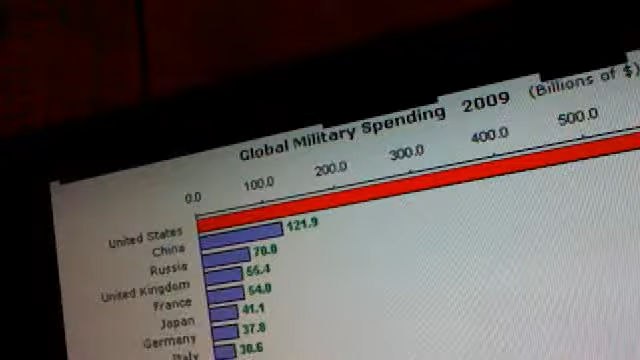 Global Military Spending 2009 (Billions of $)
0.0 100.0 200.0 300.0 400.0 500.0
United States
China 121.9
Russia 70.0
United Kingdom 55.4
France 54.0
Japan 41.1
Germany 37.8
Italy 30.6